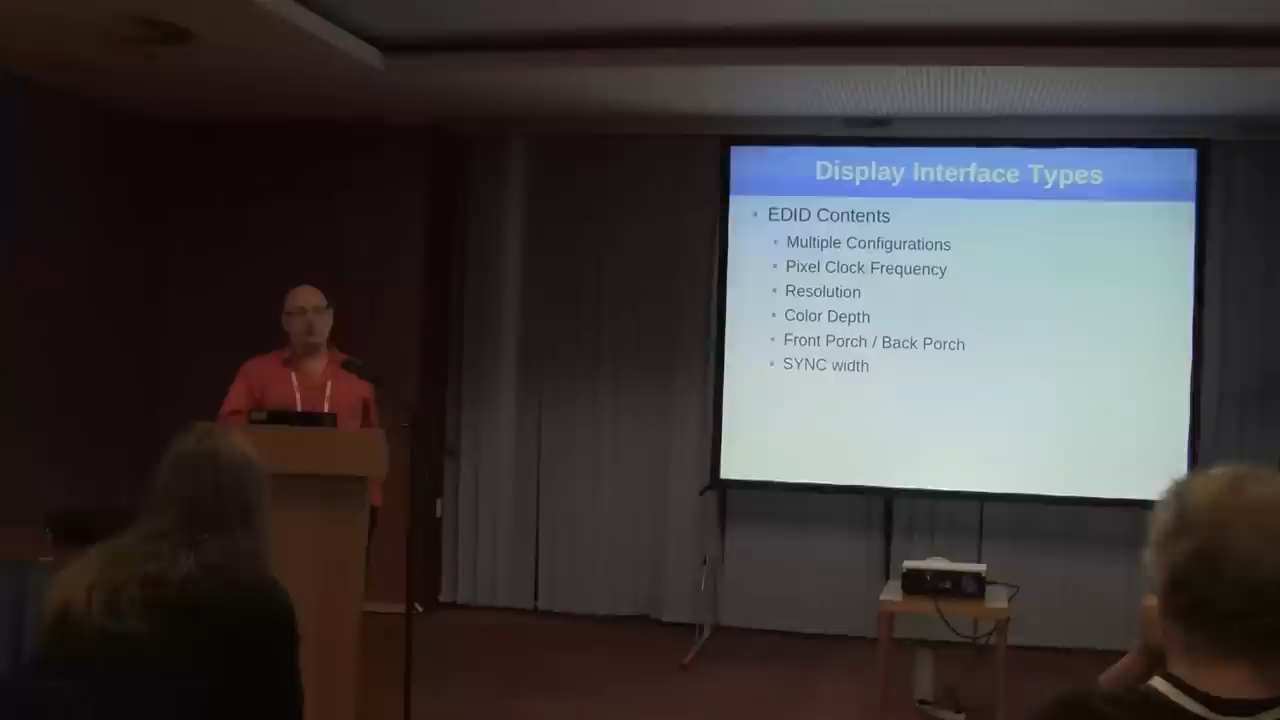 Display Interface Types
EDID Contents
Multiple Configurations
Pixel Clock Frequency
Resolution
Color Depth
Front Porch / Back Porch
SYNC width